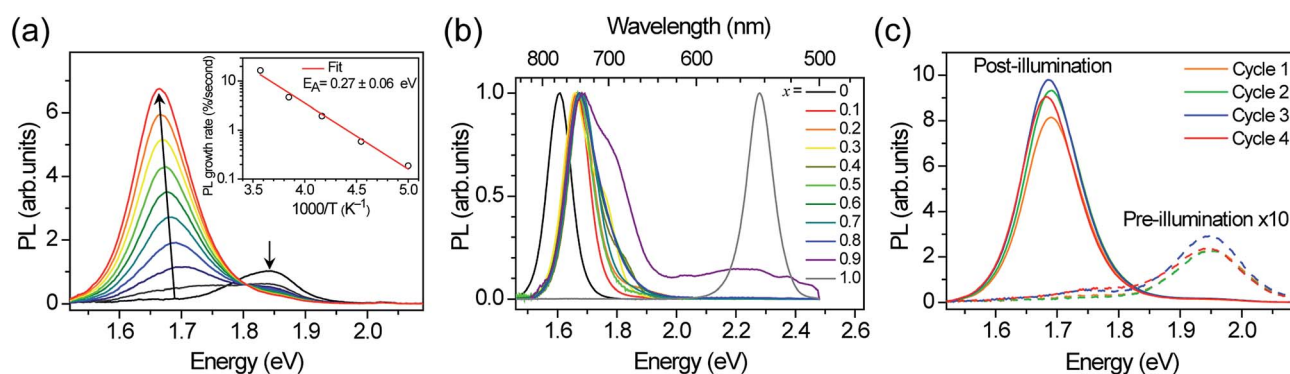 (a)
PL (arb.units)
6
4
2
0
1.6
1.7
1.8
1.9
2.0
Energy (eV)
PL growth rate (%/second)
10
1
0.1
Fit
E_A= 0.27 ± 0.06 eV
3.5
4.0
4.5
5.0
1000/T (K⁻¹)
(b)
Wavelength (nm)
800
700
600
500
PL (arb.units)
1.0
0.5
0.0
x =
0
0.1
0.2
0.3
0.4
0.5
0.6
0.7
0.8
0.9
1.0
1.6
1.8
2.0
2.2
2.4
2.6
Energy (eV)
(c)
PL (arb.units)
10
8
6
4
2
0
Post-illumination
Cycle 1
Cycle 2
Cycle 3
Cycle 4
Pre-illumination x10
1.6
1.7
1.8
1.9
2.0
Energy (eV)